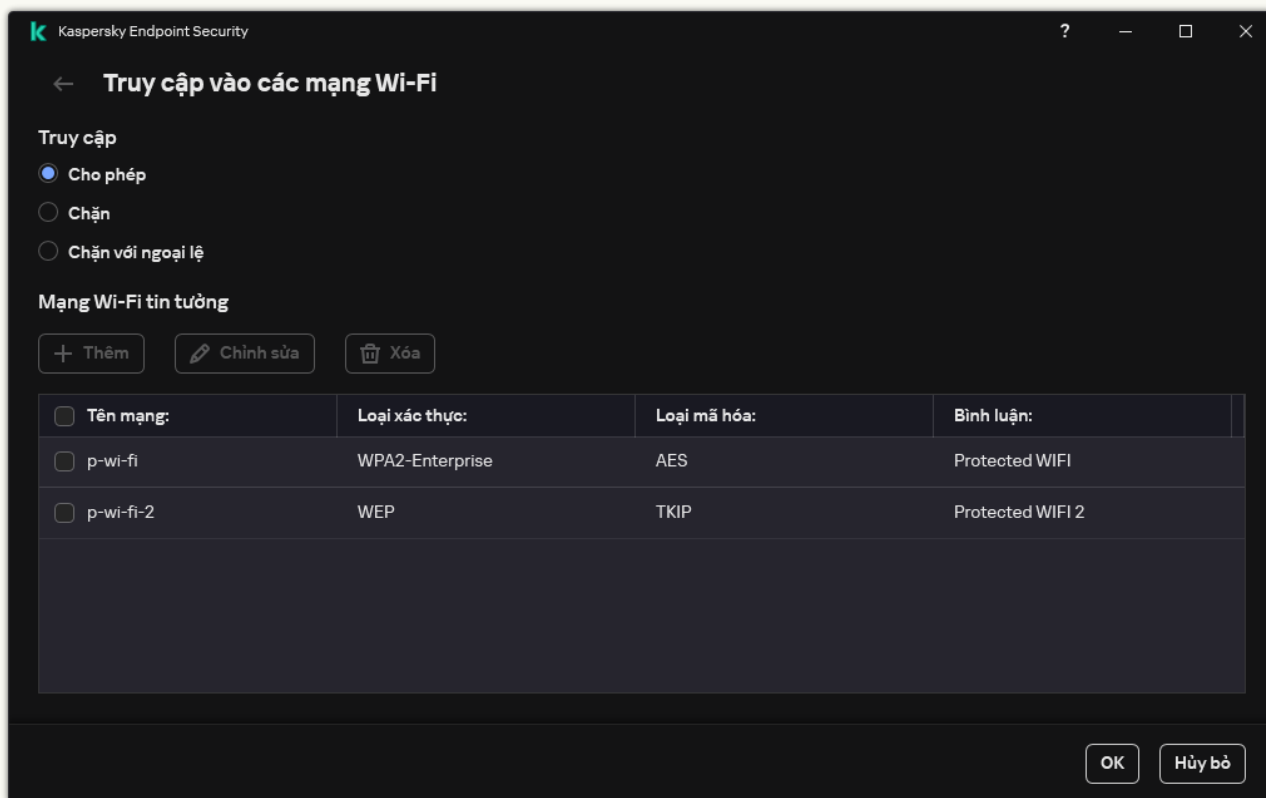 Kaspersky Endpoint Security
?
Truy cập vào các mạng Wi-Fi
Truy cập
Cho phép
Chặn
Chặn với ngoại lệ
Mạng Wi-Fi tin tưởng
Thêm Chỉnh sửa Xóa
Tên mạng: Loại xác thực: Loại mã hóa: Bình luận:
p-wi-fi WPA2-Enterprise AES Protected WIFI
p-wi-fi-2 WEP TKIP Protected WIFI 2
OK Hủy bỏ